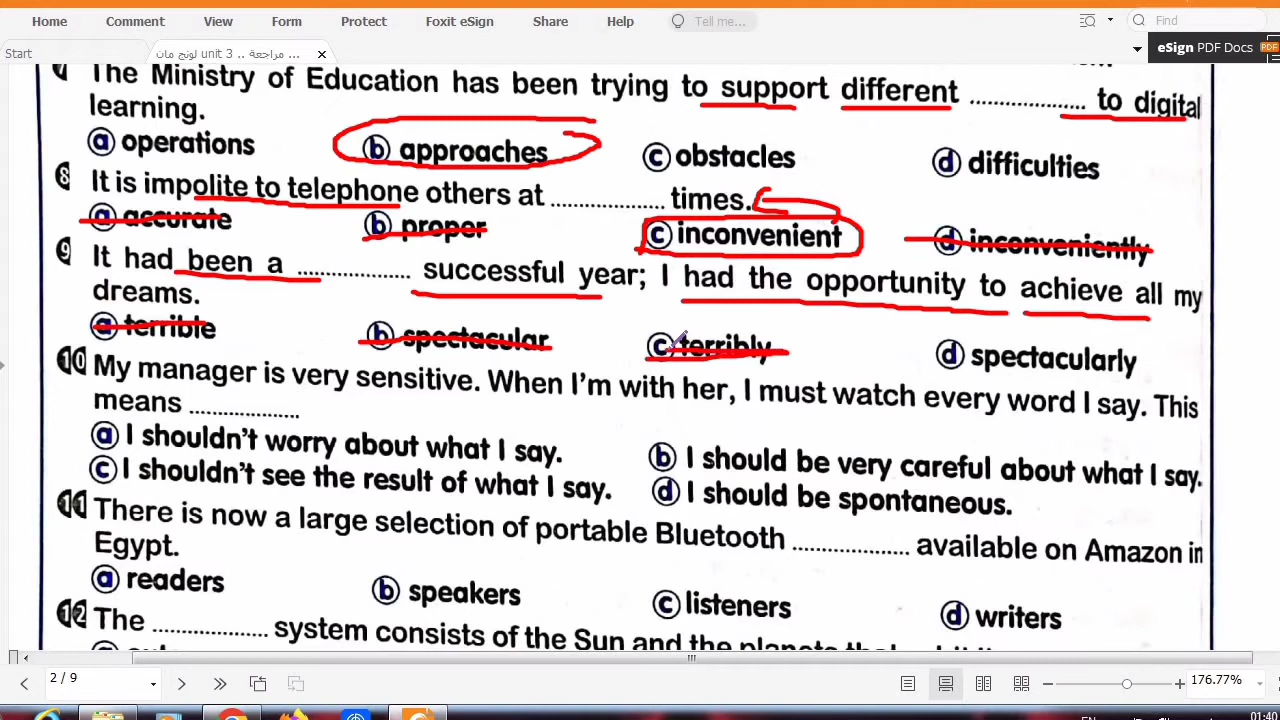 Home Comment View Form Protect Foxit eSign Share Help Tell me... Find
Start لونج مان unit 3 .. مراجعة ... × eSign PDF Docs PDF
The Ministry of Education has been trying to support different .................. to digital
learning.
a operations b approaches c obstacles d difficulties
8 It is impolite to telephone others at .................. times.
a accurate b proper c inconvenient d inconveniently
9 It had been a .................. successful year; I had the opportunity to achieve all my
dreams.
a terrible b spectacular c terribly d spectacularly
10 My manager is very sensitive. When I'm with her, I must watch every word I say. This
means ..................
a I shouldn't worry about what I say. b I should be very careful about what I say.
c I shouldn't see the result of what I say. d I should be spontaneous.
11 There is now a large selection of portable Bluetooth .................. available on Amazon in
Egypt.
a readers b speakers c listeners d writers
12 The .................. system consists of the Sun and the planets
2 / 9 176.77%
EN 01:40